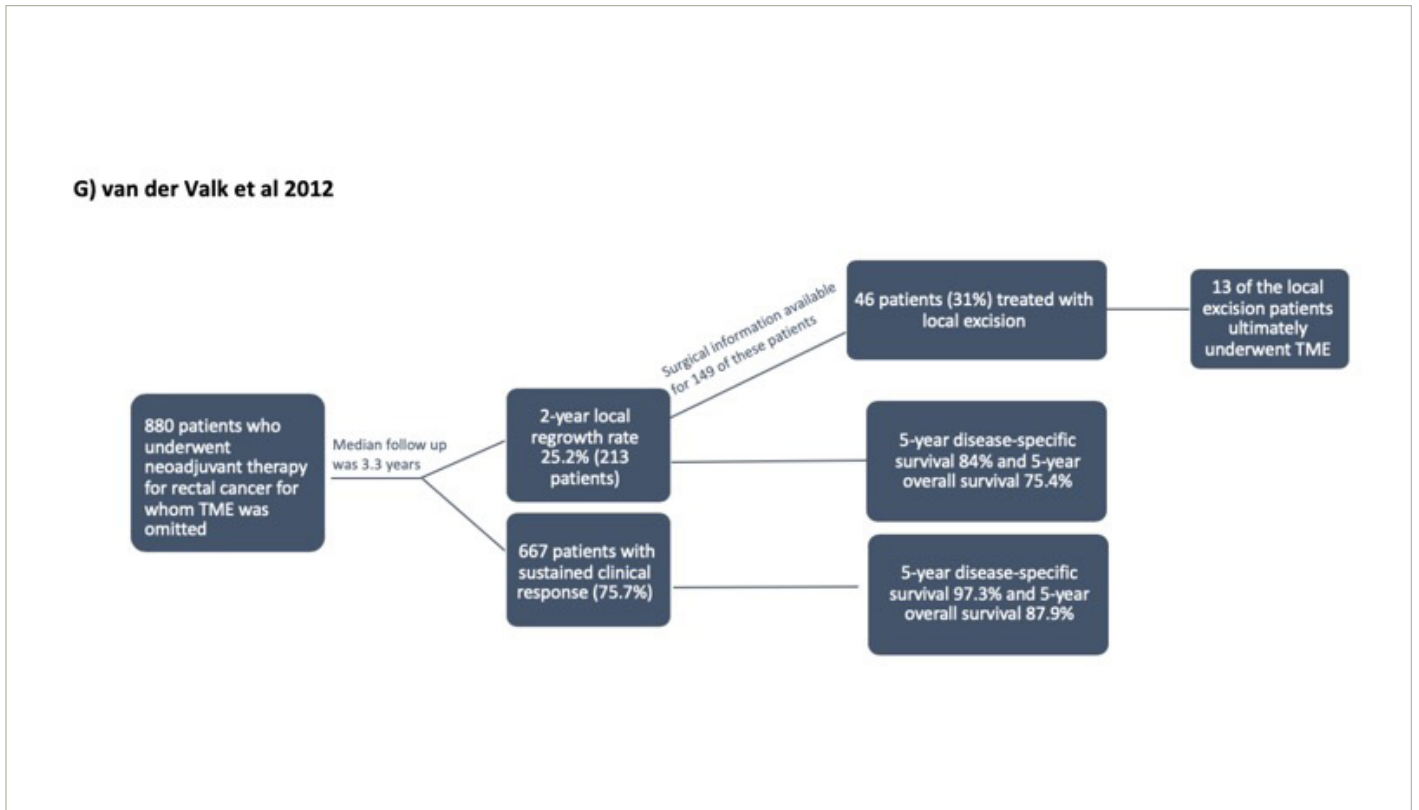 G) van der Valk et al 2012
880 patients who
underwent
neoadjuvant therapy
for rectal cancer for
whom TME was
omitted
Median follow up
was 3.3 years
2-year local
regrowth rate
25.2% (213
patients)
667 patients with
sustained clinical
response (75.7%)
Surgical information available
for 149 of these patients
46 patients (31%) treated with
local excision
13 of the local
excision patients
ultimately
underwent TME
5-year disease-specific
survival 84% and 5-year
overall survival 75.4%
5-year disease-specific
survival 97.3% and 5-year
overall survival 87.9%